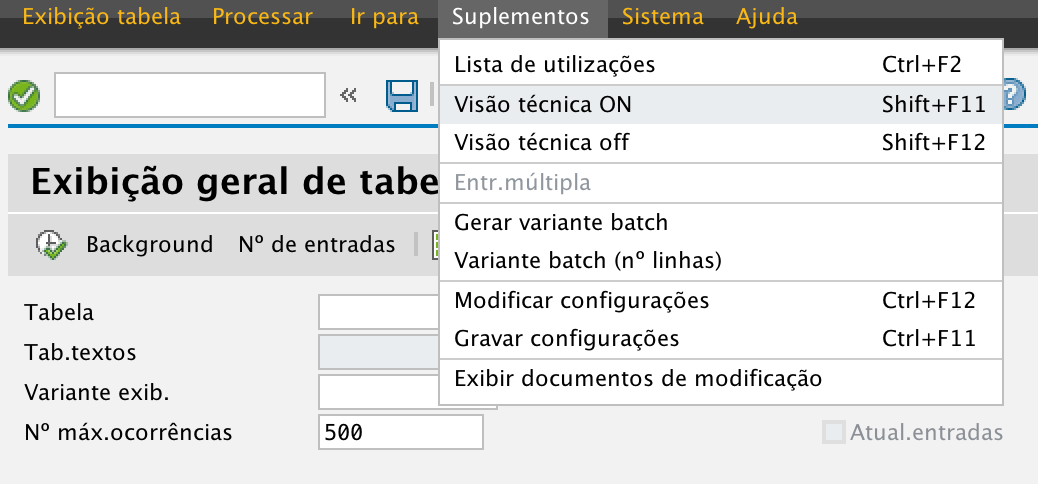 Exibição tabela Processar Ir para Suplementos Sistema Ajuda
Lista de utilizações Ctrl+F2
Visão técnica ON Shift+F11
Visão técnica off Shift+F12
Entr.múltipla
Gerar variante batch
Variante batch (nº linhas)
Modificar configurações Ctrl+F12
Gravar configurações Ctrl+F11
Exibir documentos de modificação
Exibição geral de tabe
Background Nº de entradas
Tabela
Tab.textos
Variante exib.
Nº máx.ocorrências 500 Atual.entradas